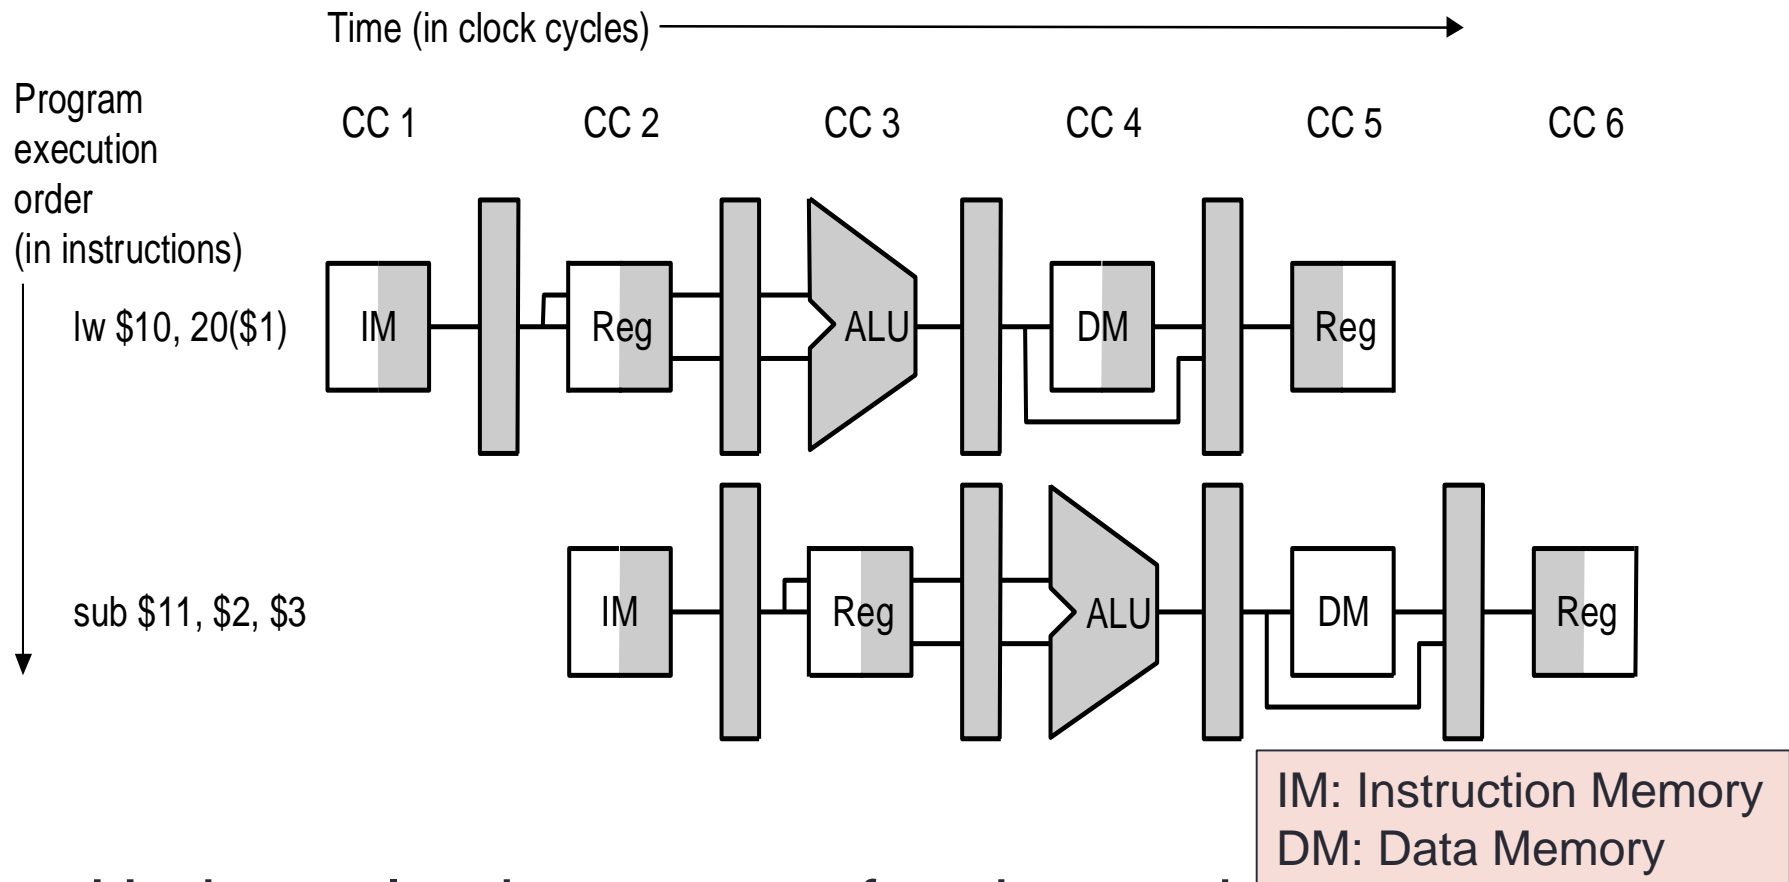 Time (in clock cycles)
Program
execution
order
(in instructions)
CC 1
CC 2
CC 3
CC 4
CC 5
CC 6
lw $10, 20($1)
IM
Reg
ALU
DM
Reg
sub $11, $2, $3
IM
Reg
ALU
DM
Reg
IM: Instruction Memory
DM: Data Memory